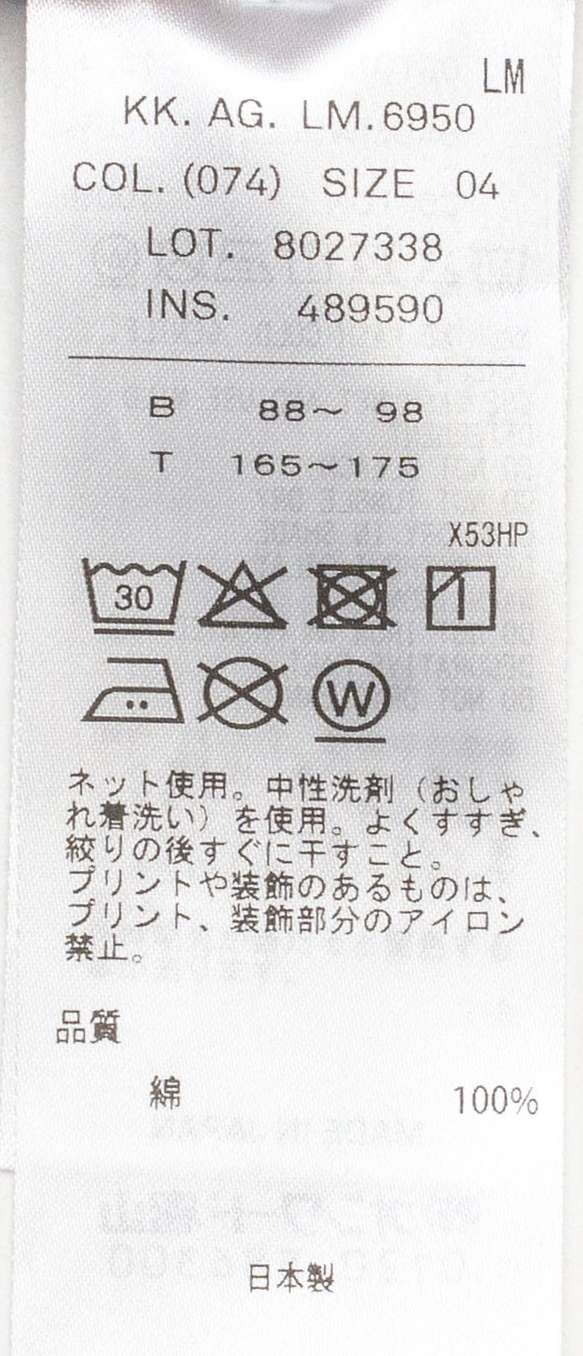 LM
KK. AG. LM.6950
COL. (074) SIZE 04
LOT. 8027338
INS. 489590
B 88～ 98
T 165～175
X53HP
30
W
ネット使用。中性洗剤（おしゃ
れ着洗い）を使用。よくすすぎ、
絞りの後すぐに干すこと。
プリントや装飾のあるものは、
プリント、装飾部分のアイロン
禁止。
品質
綿 100%
日本製